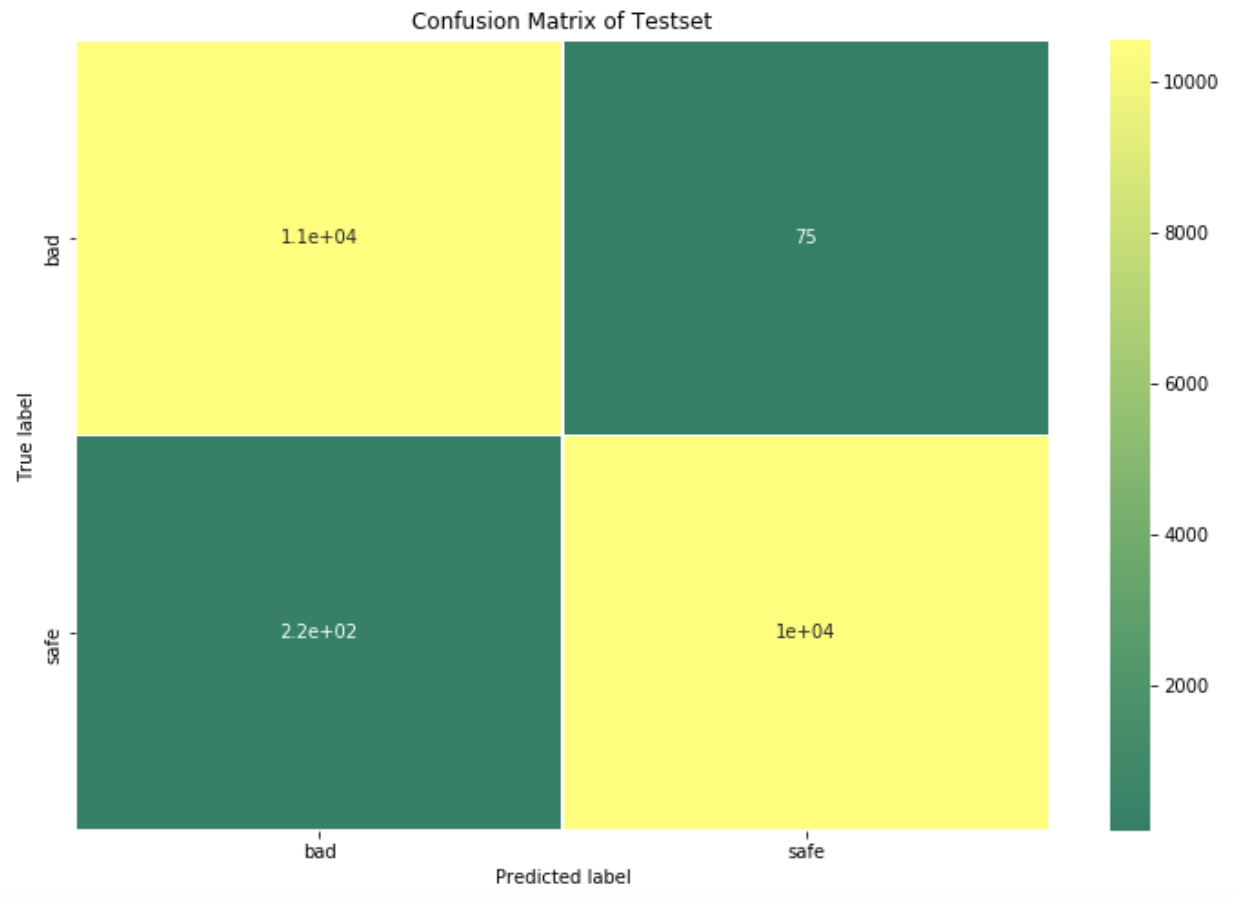 Confusion Matrix of Testset
10000
8000
6000
4000
2000
True label
bad
safe
1.1e+04
75
2.2e+02
1e+04
bad
safe
Predicted label